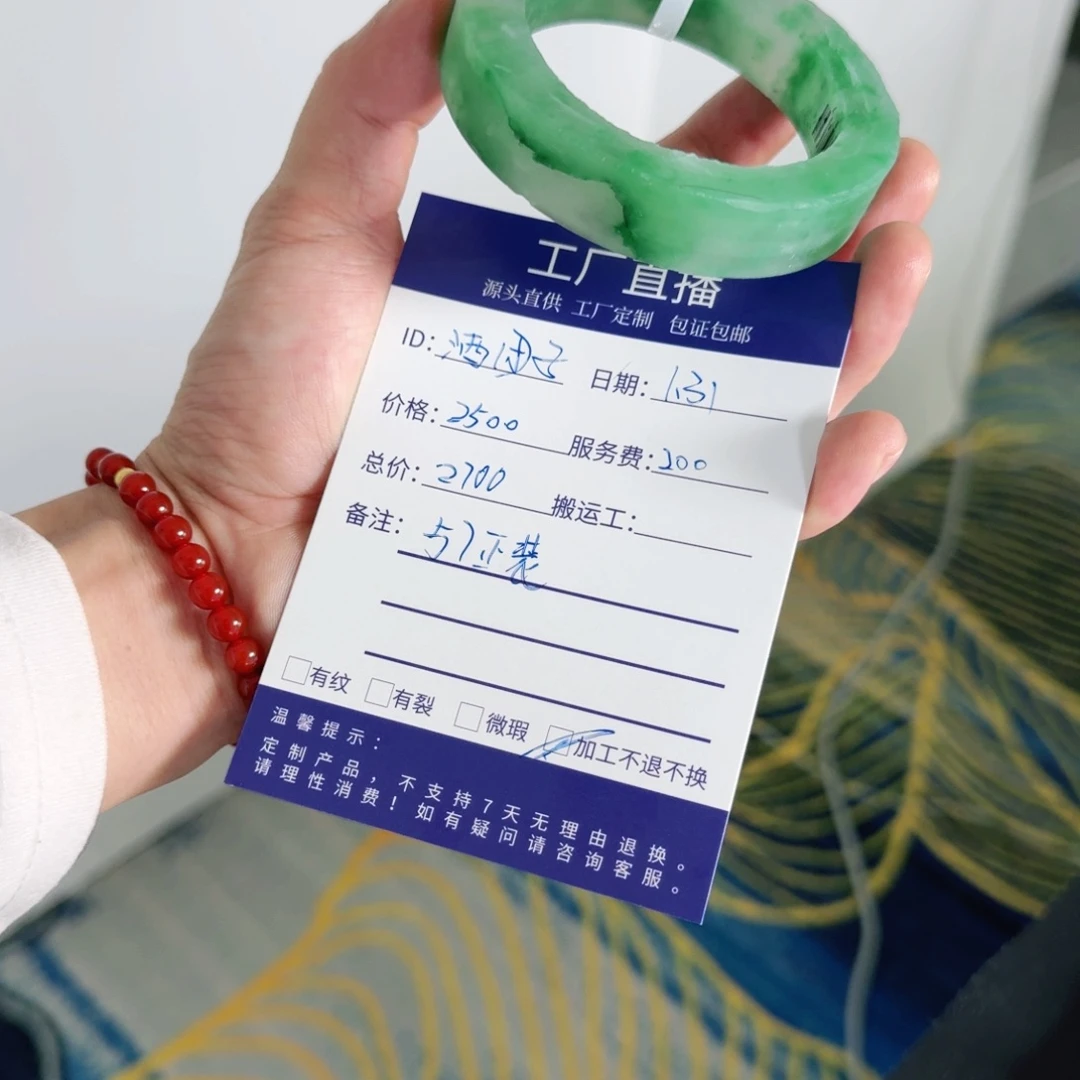 工厂直播
源头直供 工厂定制 包证包邮
ID: 洒团子 日期: 1.31
价格: 2500 服务费: 200
总价: 2700 搬运工:
备注: 57正装
有纹 有裂 微瑕 加工不退不换
温馨提示:
定制产品,不支持7天无理由退换。
请理性消费!如有疑问请咨询客服。